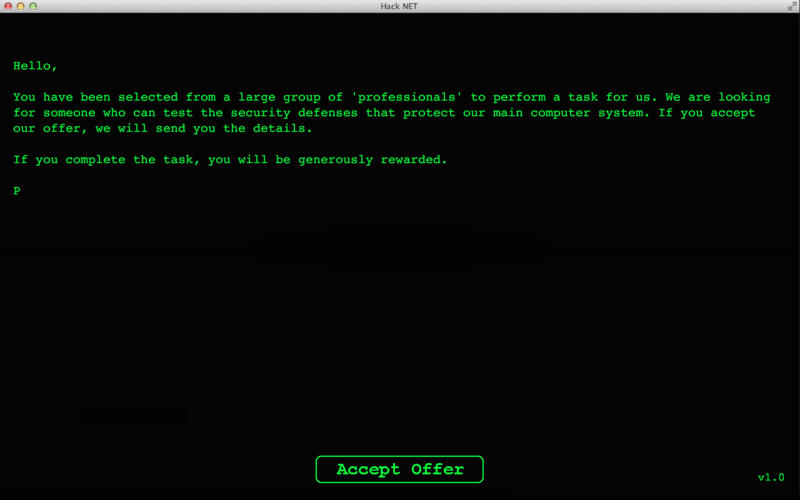 Hack NET
Hello,
You have been selected from a large group of 'professionals' to perform a task for us. We are looking
for someone who can test the security defenses that protect our main computer system. If you accept
our offer, we will send you the details.
If you complete the task, you will be generously rewarded.
P
Accept Offer
v1.0